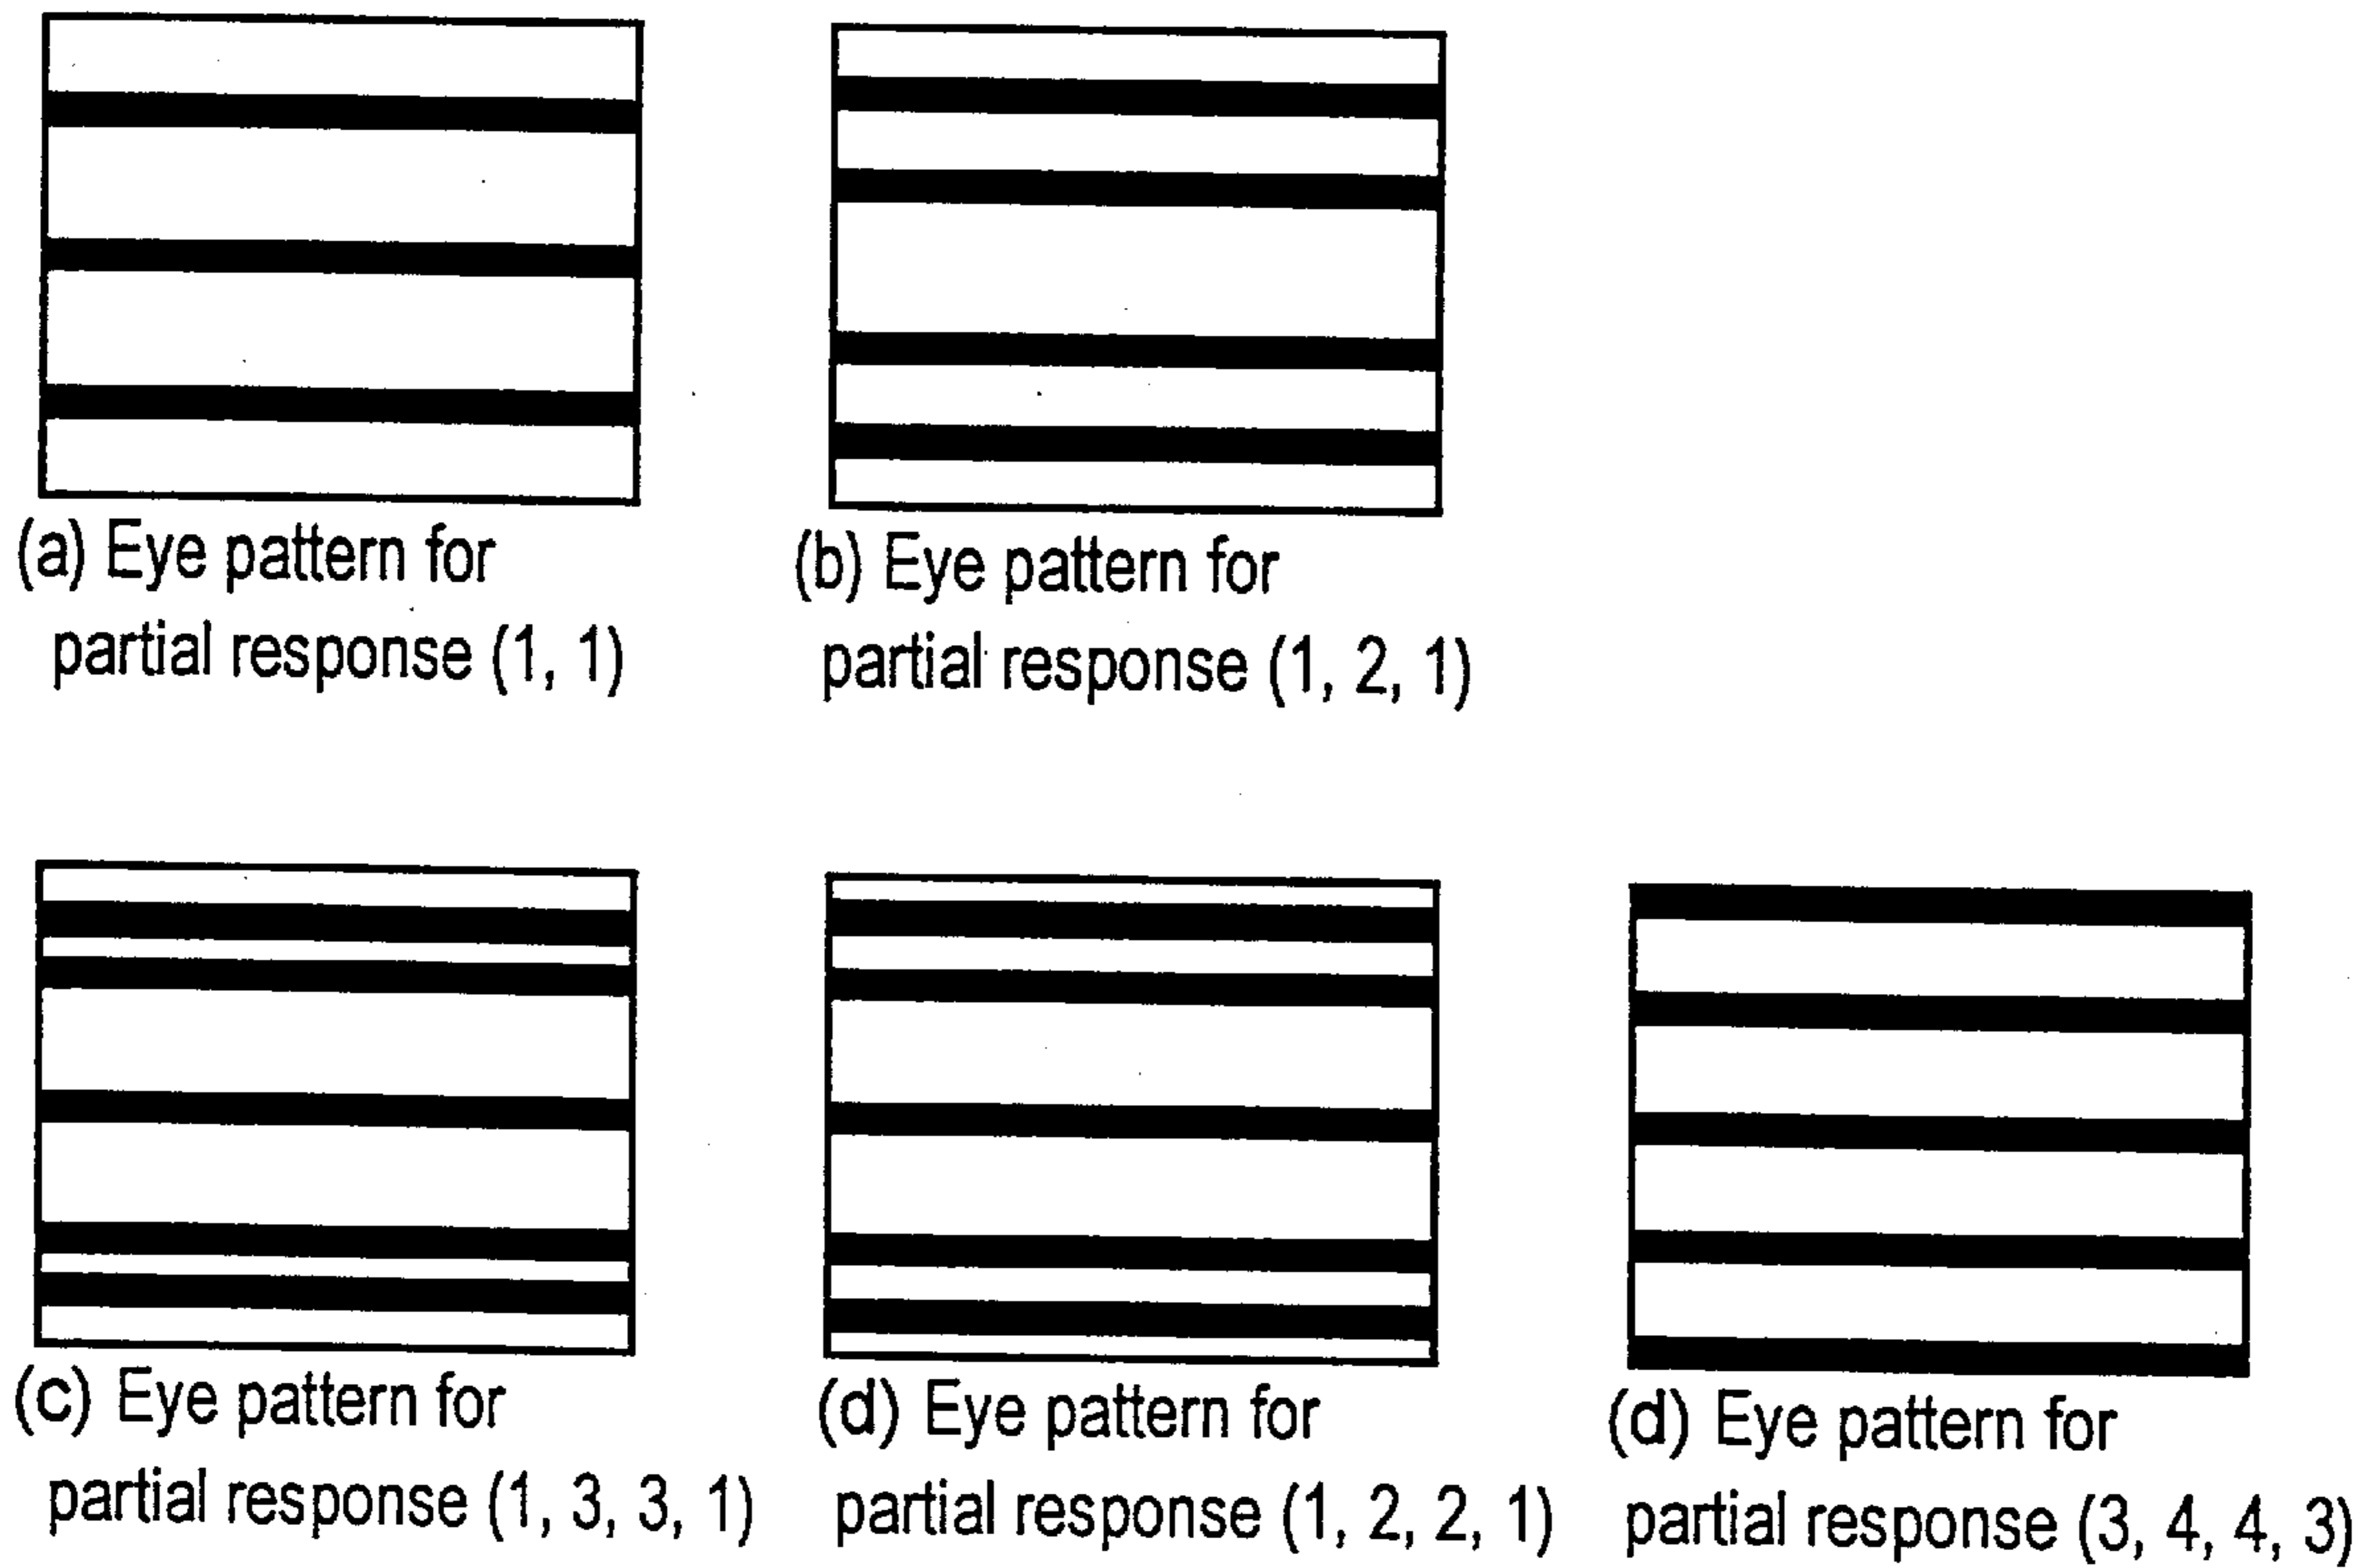 (a) Eye pattern for
partial response (1, 1)
(b) Eye pattern for
partial response (1, 2, 1)
(c) Eye pattern for
partial response (1, 3, 3, 1)
(d) Eye pattern for
partial response (1, 2, 2, 1)
(d) Eye pattern for
partial response (3, 4, 4, 3)